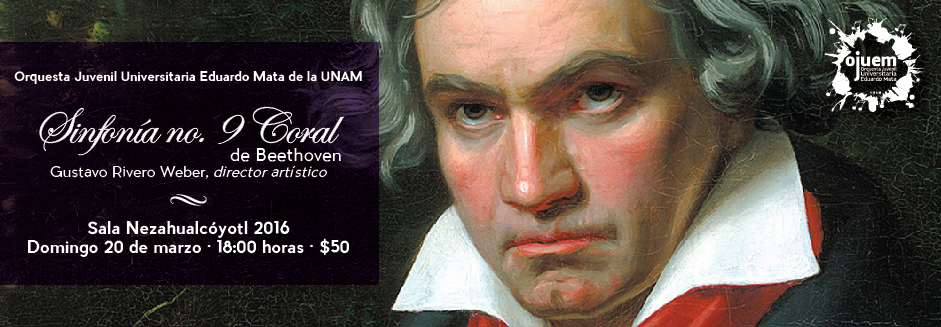 Orquesta Juvenil Universitaria Eduardo Mata de la UNAM
Sinfonía no. 9 Coral
de Beethoven
Gustavo Rivero Weber, director artístico
Sala Nezahualcóyotl 2016
Domingo 20 de marzo · 18:00 horas · $50
ojuem
Orquesta Juvenil
Universitaria
Eduardo Mata